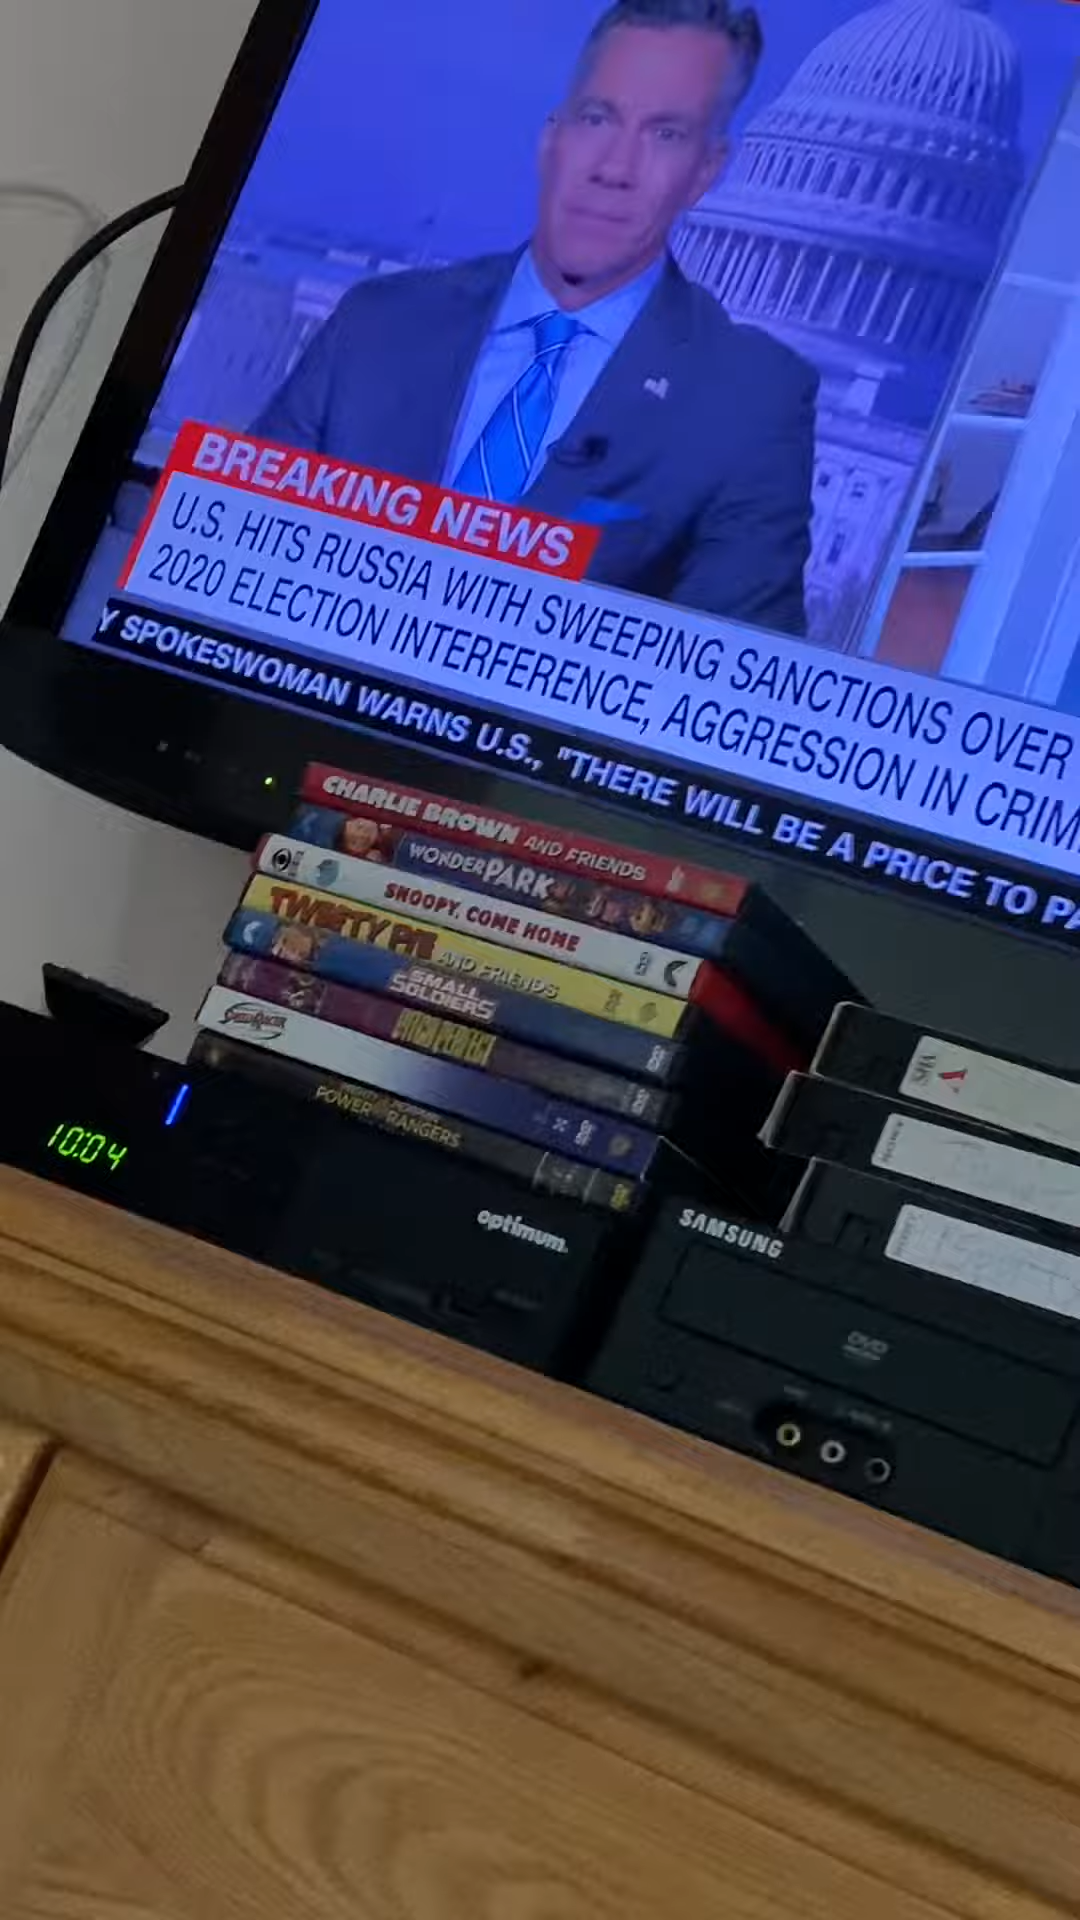 BREAKING NEWS
U.S. HITS RUSSIA WITH SWEEPING SANCTIONS OVER
2020 ELECTION INTERFERENCE, AGGRESSION IN CRIM
Y SPOKESWOMAN WARNS U.S., "THERE WILL BE A PRICE TO PA
CHARLIE BROWN AND FRIENDS
WONDER PARK
SNOOPY, COME HOME
TWEETY PIE AND FRIENDS
SMALL SOLDIERS
POWER RANGERS
VHS
10:04
optimum.
SAMSUNG
DVD